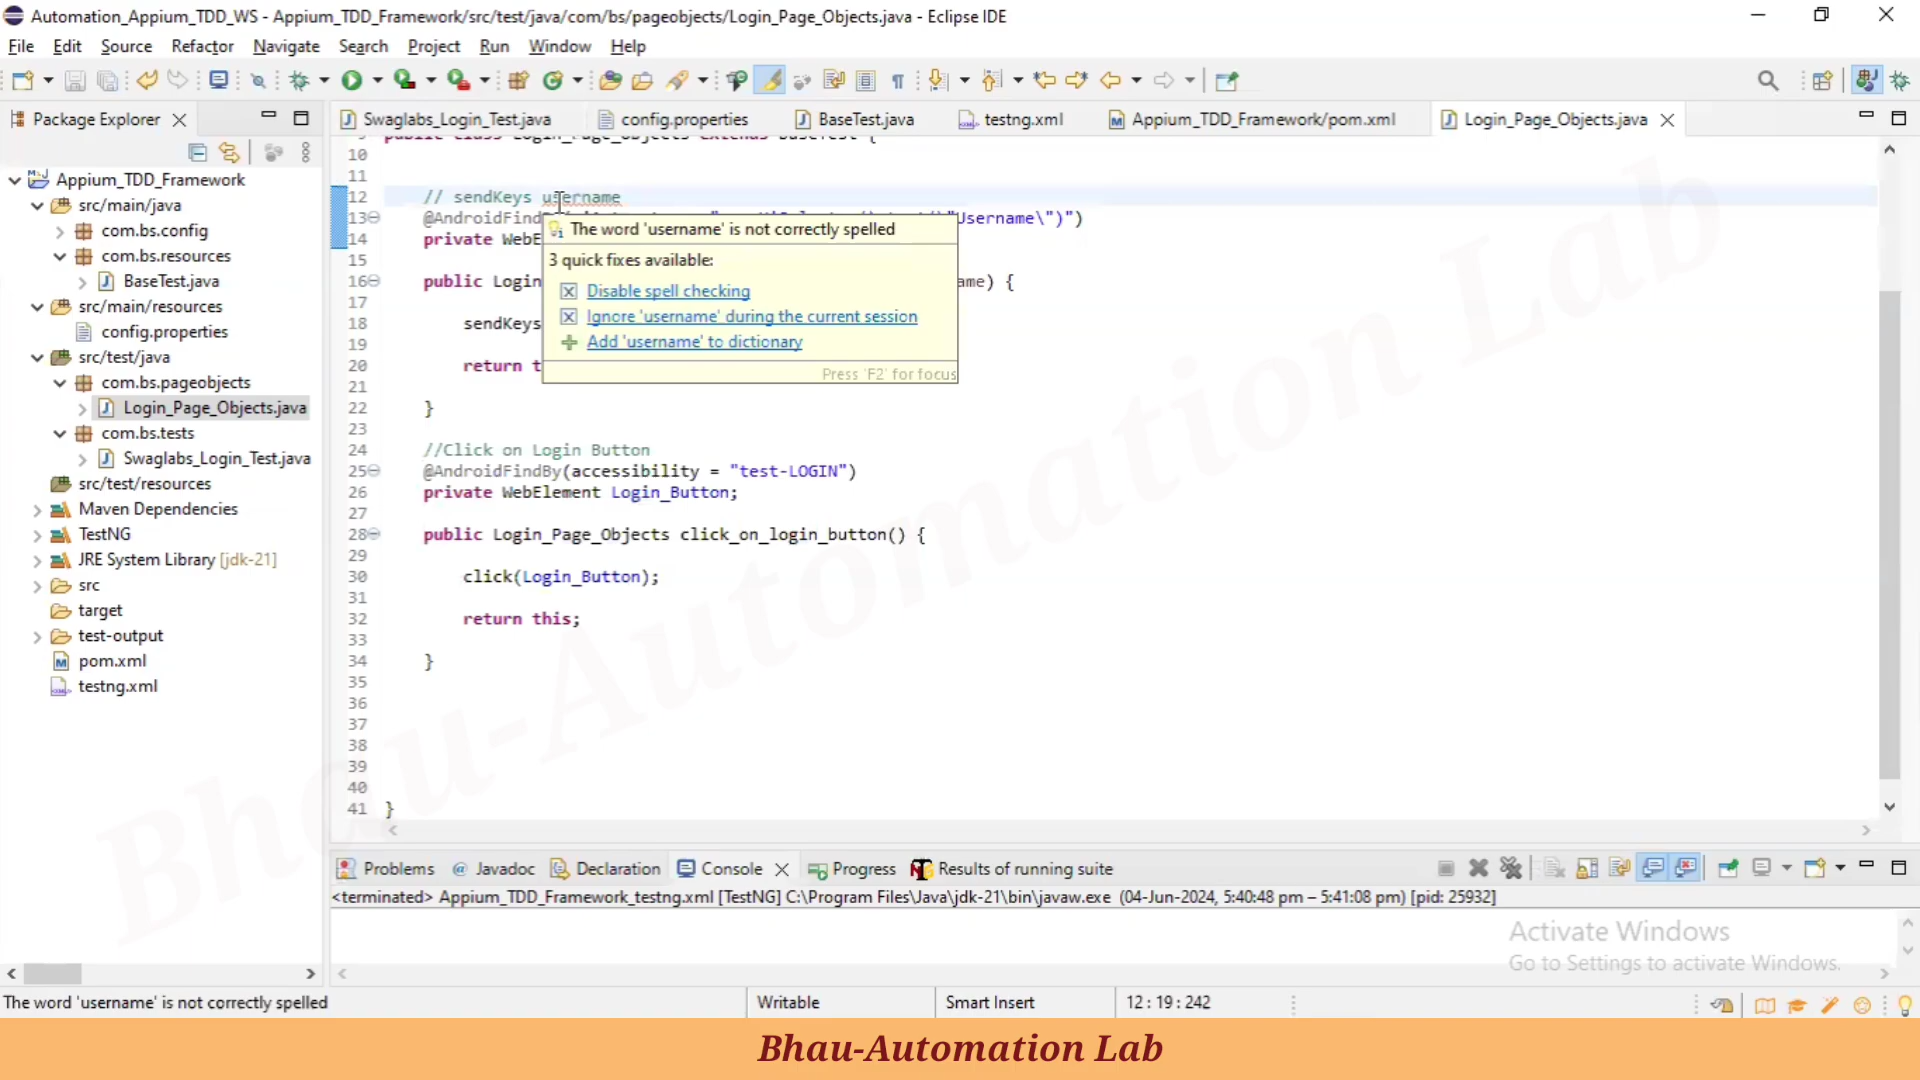 Automation_Appium_TDD_WS - Appium_TDD_Framework/src/test/java/com/bs/pageobjects/Login_Page_Objects.java - Eclipse IDE
File Edit Source Refactor Navigate Search Project Run Window Help
Package Explorer
Swaglabs_Login_Test.java config.properties BaseTest.java testng.xml Appium_TDD_Framework/pom.xml Login_Page_Objects.java
Appium_TDD_Framework
src/main/java
com.bs.config
com.bs.resources
BaseTest.java
src/main/resources
config.properties
src/test/java
com.bs.pageobjects
Login_Page_Objects.java
com.bs.tests
Swaglabs_Login_Test.java
src/test/resources
Maven Dependencies
TestNG
JRE System Library [jdk-21]
src
target
test-output
pom.xml
testng.xml
public class Login_Page_Objects extends BaseTest {
10
11
12 // sendKeys username
13 @AndroidFindB Username\")")
14 private WebE
15
16 public Login ame) {
17
18 sendKeys
19
20 return t
21
22 }
23
24 //Click on Login Button
25 @AndroidFindBy(accessibility = "test-LOGIN")
26 private WebElement Login_Button;
27
28 public Login_Page_Objects click_on_login_button() {
29
30 click(Login_Button);
31
32 return this;
33
34 }
35
36
37
38
39
40
41 }
The word 'username' is not correctly spelled
3 quick fixes available:
Disable spell checking
Ignore 'username' during the current session
Add 'username' to dictionary
Press 'F2' for focus
Bhau-Automation Lab
Problems Javadoc Declaration Console Progress Results of running suite
<terminated> Appium_TDD_Framework_testng.xml [TestNG] C:\Program Files\Java\jdk-21\bin\javaw.exe (04-Jun-2024, 5:40:48 pm – 5:41:08 pm) [pid: 25932]
Activate Windows
Go to Settings to activate Windows.
The word 'username' is not correctly spelled Writable Smart Insert 12 : 19 : 242
Bhau-Automation Lab